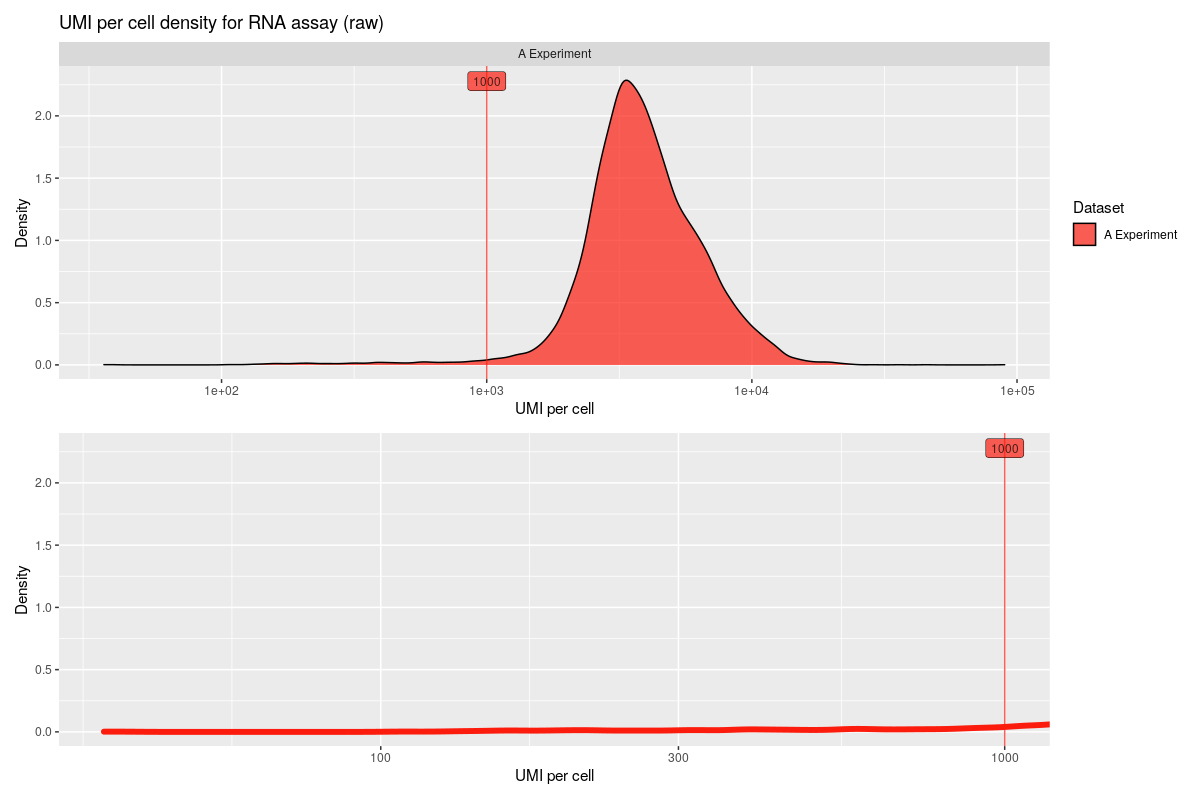 UMI per cell density for RNA assay (raw)
A Experiment
1000
2.0
1.5
1.0
0.5
0.0
Density
1e+02 1e+03 1e+04 1e+05
UMI per cell
Dataset
A Experiment
1000
2.0
1.5
1.0
0.5
0.0
Density
100 300 1000
UMI per cell